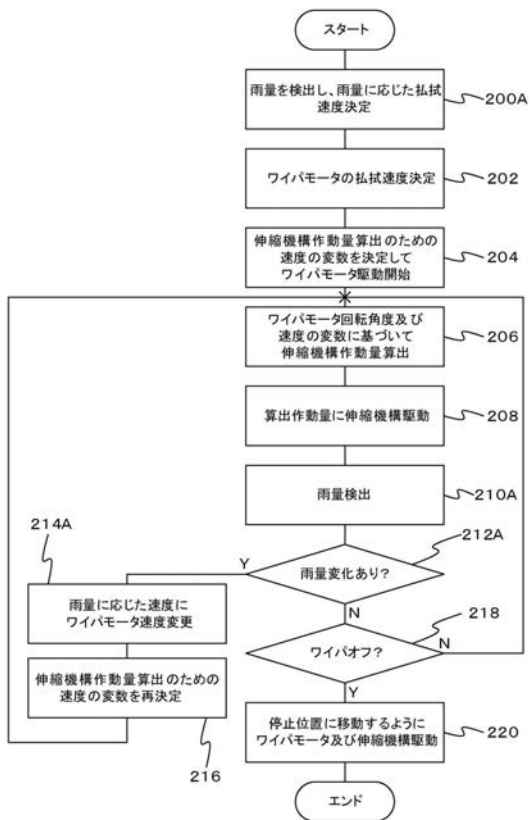 スタート
雨量を検出し、雨量に応じた払拭
速度決定
200A
ワイパモータの払拭速度決定
202
伸縮機構作動量算出のための
速度の変数を決定して
ワイパモータ駆動開始
204
ワイパモータ回転角度及び
速度の変数に基づいて
伸縮機構作動量算出
206
算出作動量に伸縮機構駆動
208
雨量検出
210A
212A
雨量変化あり?
Y
N
214A
雨量に応じた速度に
ワイパモータ速度変更
伸縮機構作動量算出のための
速度の変数を再決定
216
218
ワイパオフ?
N
Y
停止位置に移動するように
ワイパモータ及び伸縮機構駆動
220
エンド